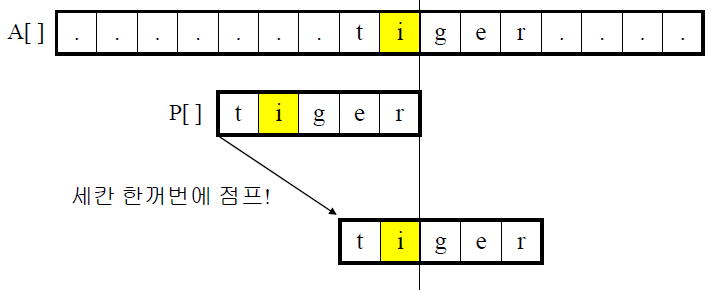 A[ ] . . . . . . . t i g e r . . . .
P[ ] t i g e r
세칸 한꺼번에 점프!
t i g e r